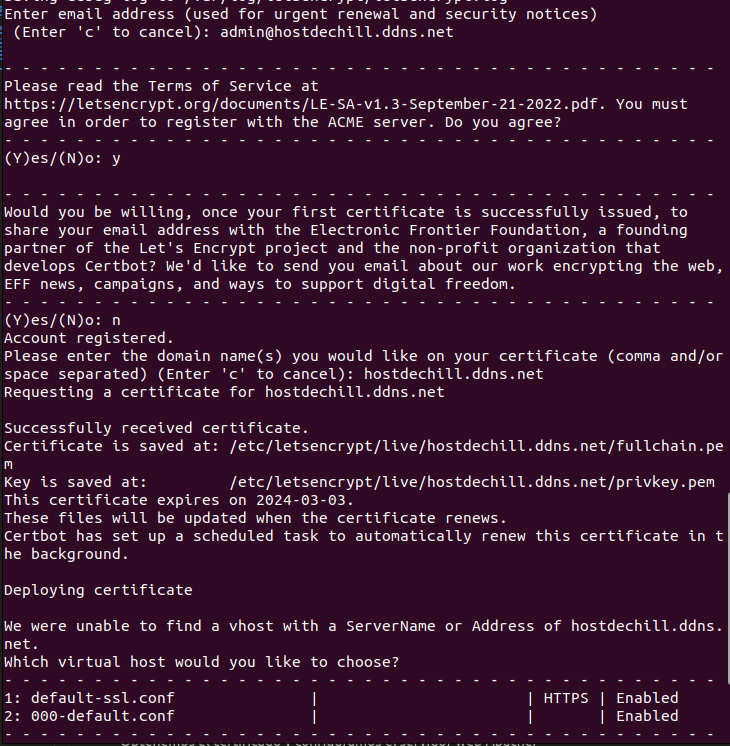 Enter email address (used for urgent renewal and security notices)
 (Enter 'c' to cancel): admin@hostdechill.ddns.net

- - - - - - - - - - - - - - - - - - - - - - - - - - - - - - - - - - - - - - - -
Please read the Terms of Service at
https://letsencrypt.org/documents/LE-SA-v1.3-September-21-2022.pdf. You must
agree in order to register with the ACME server. Do you agree?
- - - - - - - - - - - - - - - - - - - - - - - - - - - - - - - - - - - - - - - -
(Y)es/(N)o: y

- - - - - - - - - - - - - - - - - - - - - - - - - - - - - - - - - - - - - - - -
Would you be willing, once your first certificate is successfully issued, to
share your email address with the Electronic Frontier Foundation, a founding
partner of the Let's Encrypt project and the non-profit organization that
develops Certbot? We'd like to send you email about our work encrypting the web,
EFF news, campaigns, and ways to support digital freedom.
- - - - - - - - - - - - - - - - - - - - - - - - - - - - - - - - - - - - - - - -
(Y)es/(N)o: n
Account registered.
Please enter the domain name(s) you would like on your certificate (comma and/or
space separated) (Enter 'c' to cancel): hostdechill.ddns.net
Requesting a certificate for hostdechill.ddns.net

Successfully received certificate.
Certificate is saved at: /etc/letsencrypt/live/hostdechill.ddns.net/fullchain.pe
m
Key is saved at:         /etc/letsencrypt/live/hostdechill.ddns.net/privkey.pem
This certificate expires on 2024-03-03.
These files will be updated when the certificate renews.
Certbot has set up a scheduled task to automatically renew this certificate in t
he background.

Deploying certificate

We were unable to find a vhost with a ServerName or Address of hostdechill.ddns.
net.
Which virtual host would you like to choose?
- - - - - - - - - - - - - - - - - - - - - - - - - - - - - - - - - - - - - - - -
1: default-ssl.conf               |                       | HTTPS | Enabled
2: 000-default.conf               |                       |       | Enabled
- - - - - - - - - - - - - - - - - - - - - - - - - - - - - - - - - - - - - - - -